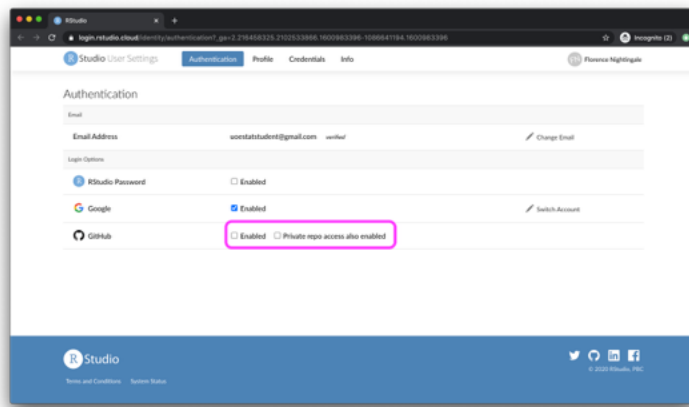 RStudio
login.rstudio.cloud/identity/authentication?_ga=2.216458325.2102533866.1600983396-1086641194.1600983396
Incognito (2)
R Studio User Settings Authentication Profile Credentials Info Florence Nightingale
Authentication
Email
Email Address uoestatstudent@gmail.com verified Change Email
Login Options
RStudio Password Enabled
Google Enabled Switch Account
GitHub Enabled Private repo access also enabled
R Studio
© 2020 RStudio, PBC
Terms and Conditions System Status